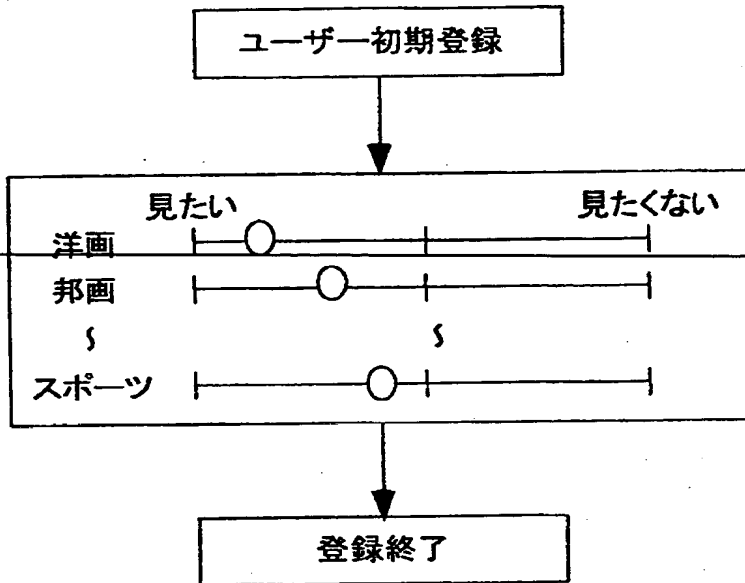 ユーザー初期登録
見たい 見たくない
洋画
邦画
∫ ∫
スポーツ
登録終了